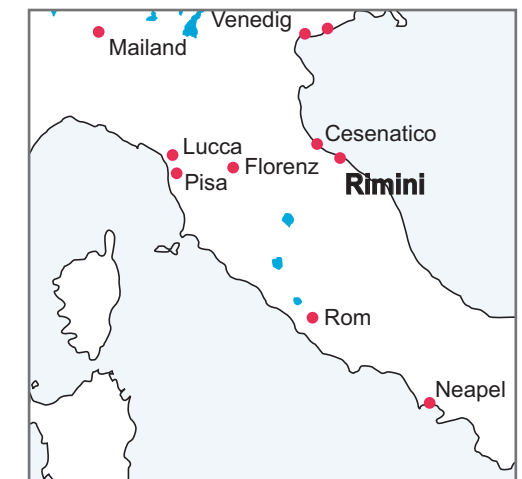 Venedig
Mailand
Cesenatico
Lucca
Florenz
Pisa
Rimini
Rom
Neapel